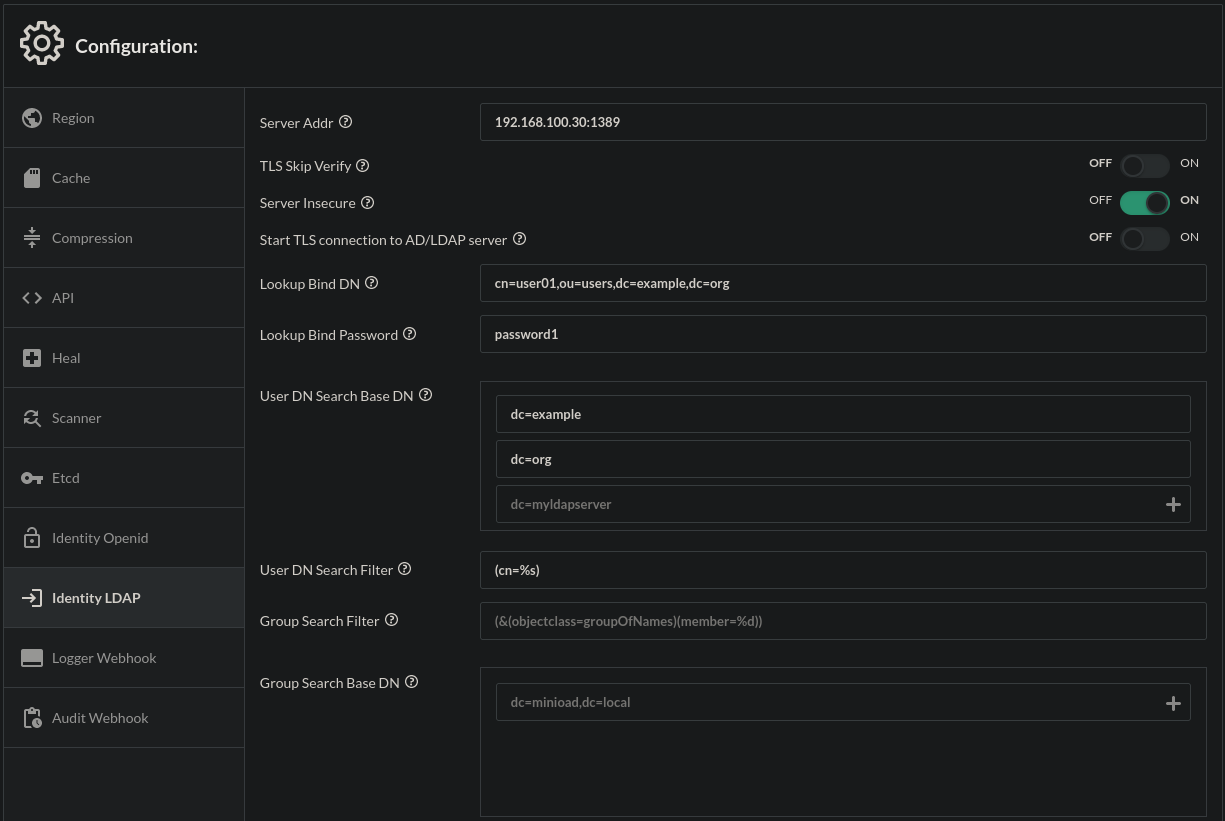 Configuration:
Region
Cache
Compression
API
Heal
Scanner
Etcd
Identity Openid
Identity LDAP
Logger Webhook
Audit Webhook
Server Addr
192.168.100.30:1389
TLS Skip Verify
OFF ON
Server Insecure
OFF ON
Start TLS connection to AD/LDAP server
OFF ON
Lookup Bind DN
cn=user01,ou=users,dc=example,dc=org
Lookup Bind Password
password1
User DN Search Base DN
dc=example
dc=org
dc=myldapserver
User DN Search Filter
(cn=%s)
Group Search Filter
(&(objectclass=groupOfNames)(member=%d))
Group Search Base DN
dc=minioad,dc=local